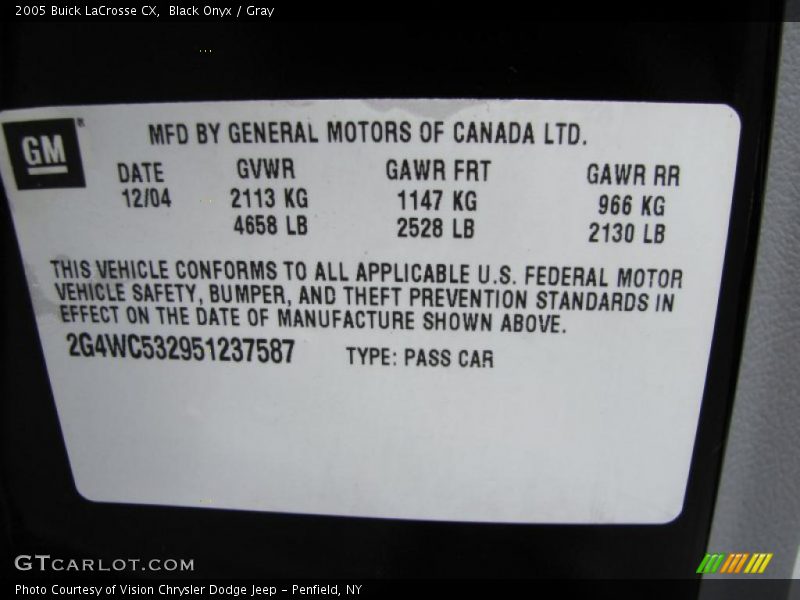 2005 Buick LaCrosse CX,  Black Onyx / Gray
GM
MFD BY GENERAL MOTORS OF CANADA LTD.
DATE GVWR GAWR FRT GAWR RR
12/04 2113 KG 1147 KG 966 KG
4658 LB 2528 LB 2130 LB
THIS VEHICLE CONFORMS TO ALL APPLICABLE U.S. FEDERAL MOTOR
VEHICLE SAFETY, BUMPER, AND THEFT PREVENTION STANDARDS IN
EFFECT ON THE DATE OF MANUFACTURE SHOWN ABOVE.
2G4WC532951237587 TYPE: PASS CAR
GTCARLOT.COM
Photo Courtesy of Vision Chrysler Dodge Jeep - Penfield, NY